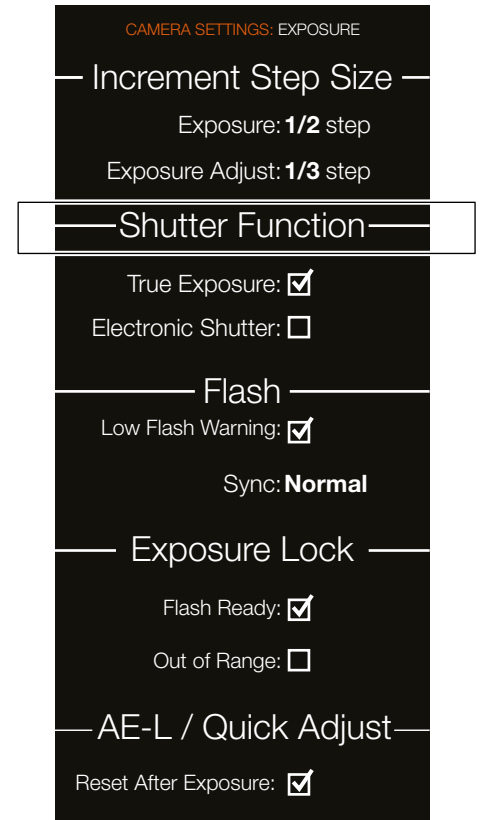 CAMERA SETTINGS: EXPOSURE
Increment Step Size
Exposure: 1/2 step
Exposure Adjust: 1/3 step
Shutter Function
True Exposure:
Electronic Shutter:
Flash
Low Flash Warning:
Sync: Normal
Exposure Lock
Flash Ready:
Out of Range:
AE-L / Quick Adjust
Reset After Exposure: